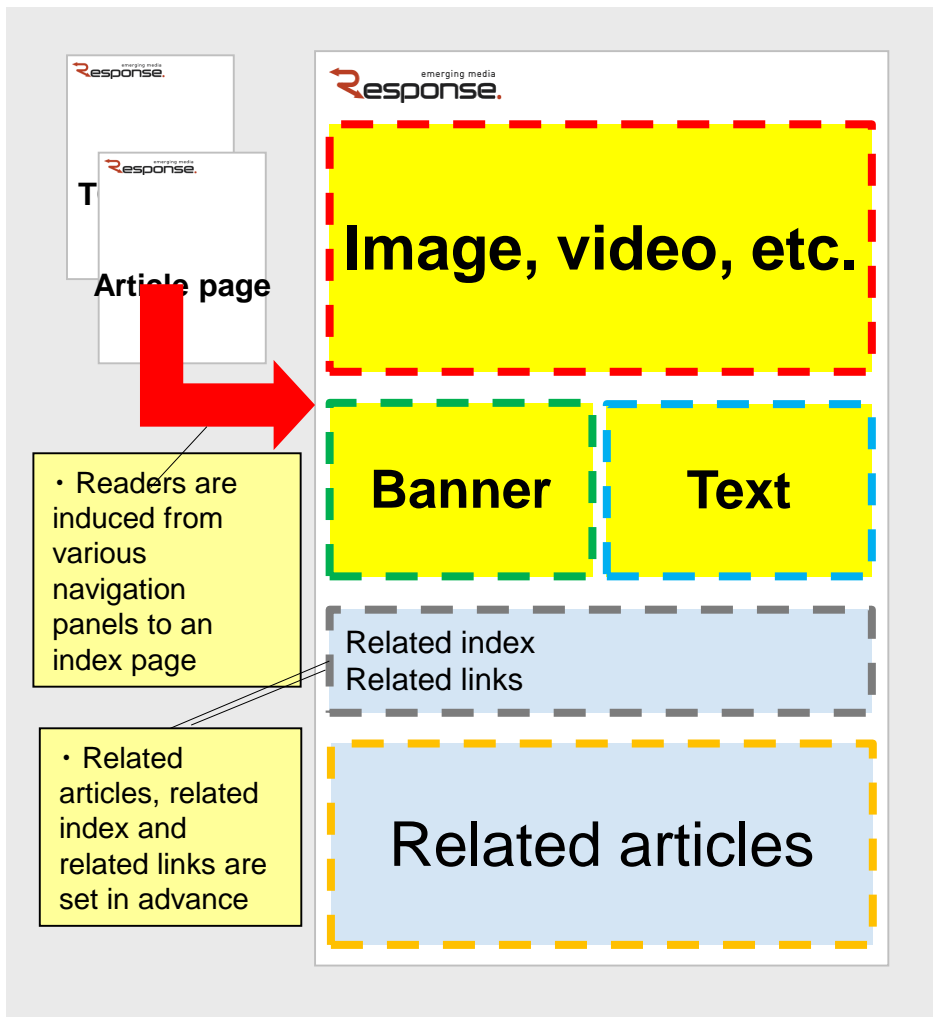 emerging media
Response.
emerging media
Response.
Article page
emerging media
Response.
Image, video, etc.
Banner
Text
Related index
Related links
Related articles
・Readers are
induced from
various
navigation
panels to an
index page
・Related
articles, related
index and
related links are
set in advance